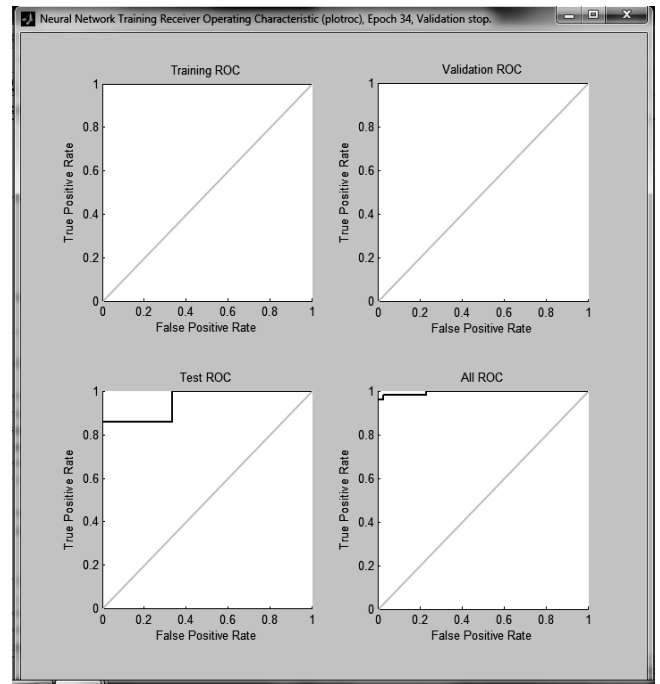 Neural Network Training Receiver Operating Characteristic (plotroc), Epoch 34, Validation stop.
Training ROC
1
0.8
0.6
0.4
0.2
0
True Positive Rate
0 0.2 0.4 0.6 0.8 1
False Positive Rate
Validation ROC
1
0.8
0.6
0.4
0.2
0
True Positive Rate
0 0.2 0.4 0.6 0.8 1
False Positive Rate
Test ROC
1
0.8
0.6
0.4
0.2
0
True Positive Rate
0 0.2 0.4 0.6 0.8 1
False Positive Rate
All ROC
1
0.8
0.6
0.4
0.2
0
True Positive Rate
0 0.2 0.4 0.6 0.8 1
False Positive Rate